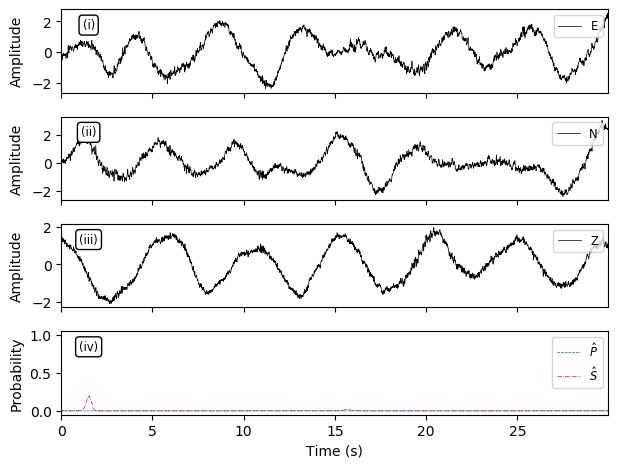 (i)
E
Amplitude
2
0
−2
(ii)
N
Amplitude
2
0
−2
(iii)
Z
Amplitude
2
0
−2
(iv)
P̂
Ŝ
Probability
1.0
0.5
0.0
0 5 10 15 20 25
Time (s)